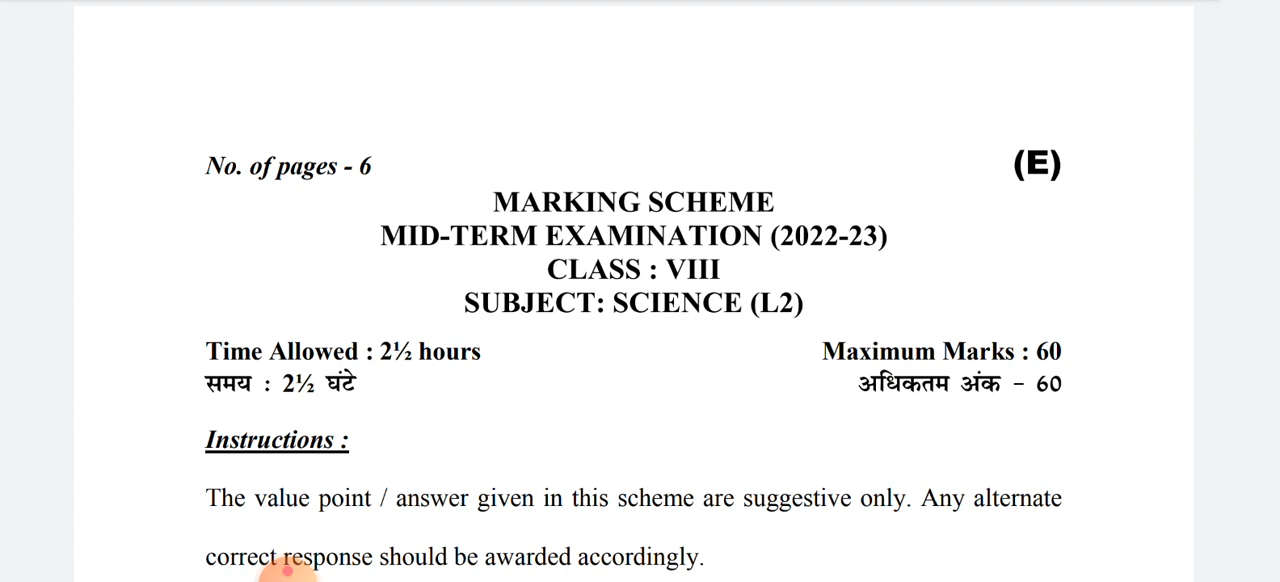 No. of pages - 6 (E)
MARKING SCHEME
MID-TERM EXAMINATION (2022-23)
CLASS : VIII
SUBJECT: SCIENCE (L2)
Time Allowed : 2½ hours Maximum Marks : 60
समय : 2½ घंटे अधिकतम अंक - 60
Instructions :
The value point / answer given in this scheme are suggestive only. Any alternate
correct response should be awarded accordingly.